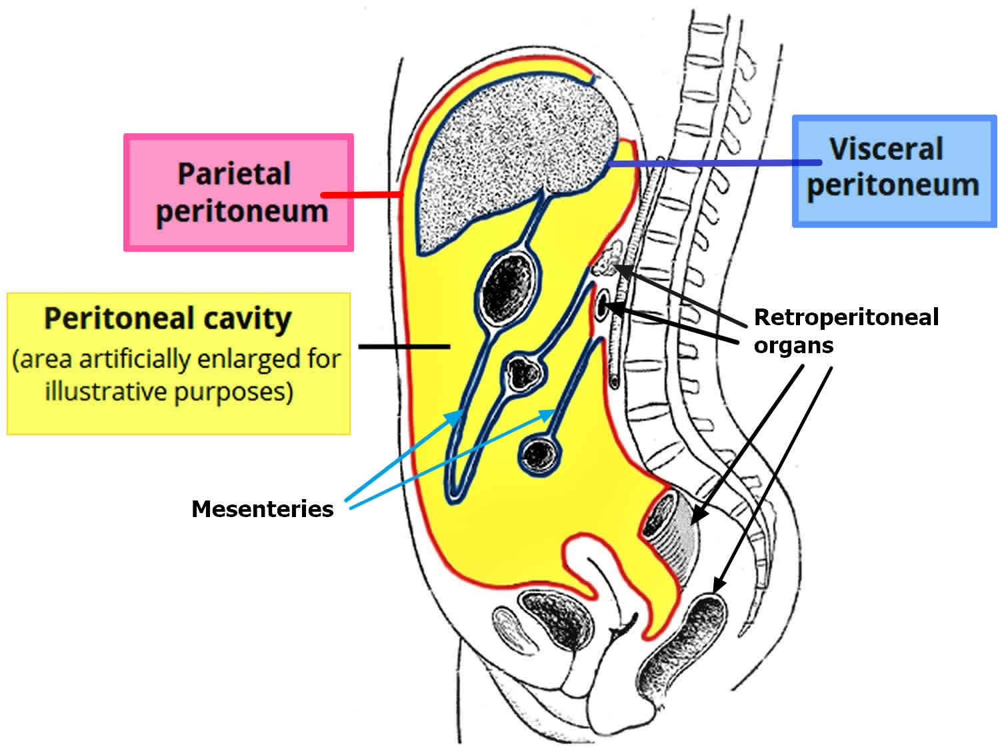 Parietal
peritoneum
Visceral
peritoneum
Peritoneal cavity
(area artificially enlarged for
illustrative purposes)
Retroperitoneal
organs
Mesenteries